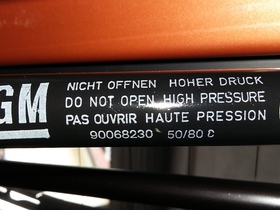 GM
NICHT OFFNEN HOHER DRUCK
DO NOT OPEN HIGH PRESSURE
PAS OUVRIR HAUTE PRESSION
90068230 50/80 C